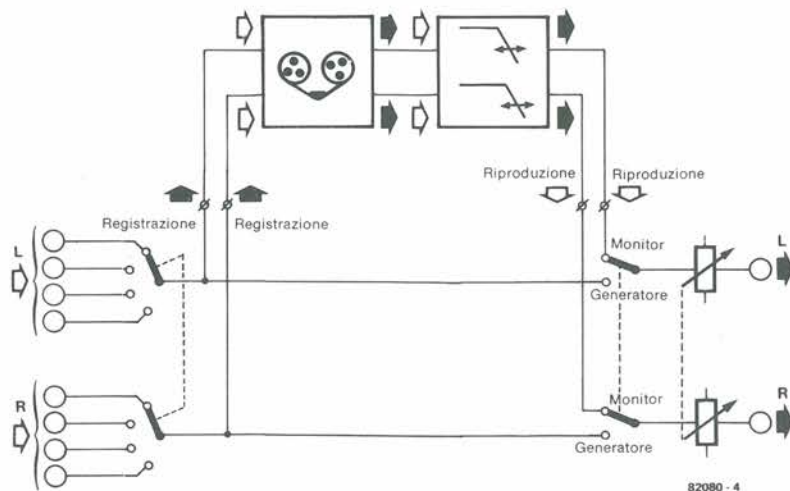 Riproduzione
Riproduzione
Registrazione
Registrazione
L
Monitor
L
Generatore
R
Monitor
R
Generatore
82080 - 4